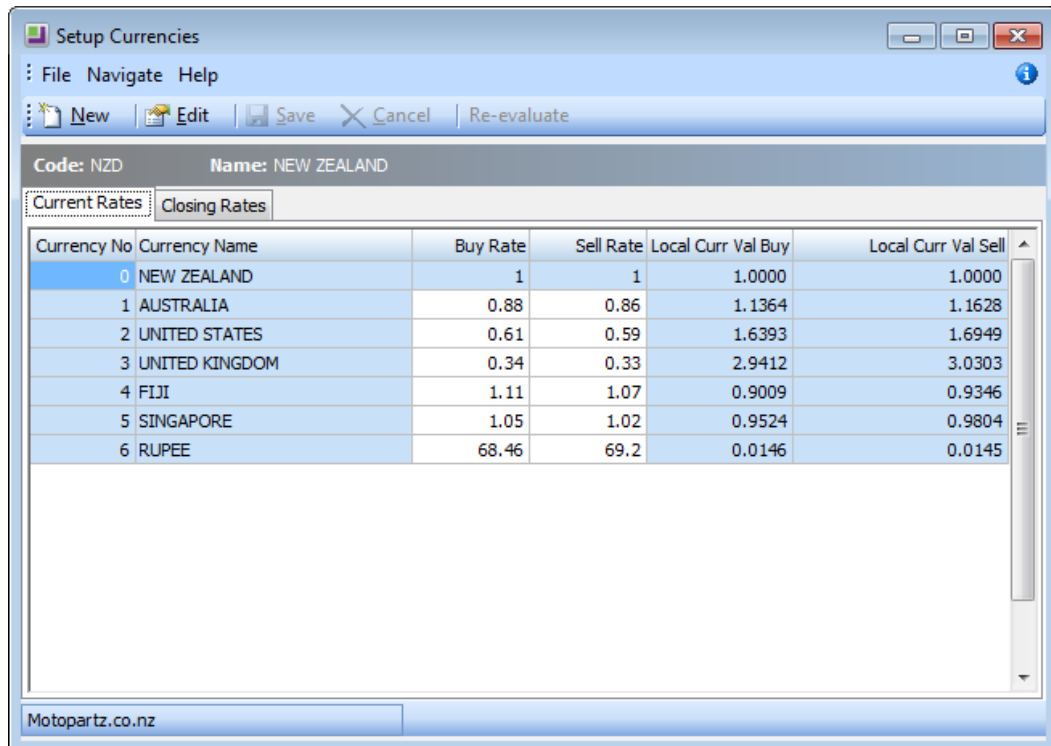 Setup Currencies
File Navigate Help
New Edit Save Cancel Re-evaluate
Code: NZD Name: NEW ZEALAND
Current Rates Closing Rates
Currency No Currency Name Buy Rate Sell Rate Local Curr Val Buy Local Curr Val Sell
0 NEW ZEALAND 1 1 1.0000 1.0000
1 AUSTRALIA 0.88 0.86 1.1364 1.1628
2 UNITED STATES 0.61 0.59 1.6393 1.6949
3 UNITED KINGDOM 0.34 0.33 2.9412 3.0303
4 FIJI 1.11 1.07 0.9009 0.9346
5 SINGAPORE 1.05 1.02 0.9524 0.9804
6 RUPEE 68.46 69.2 0.0146 0.0145
Motopartz.co.nz